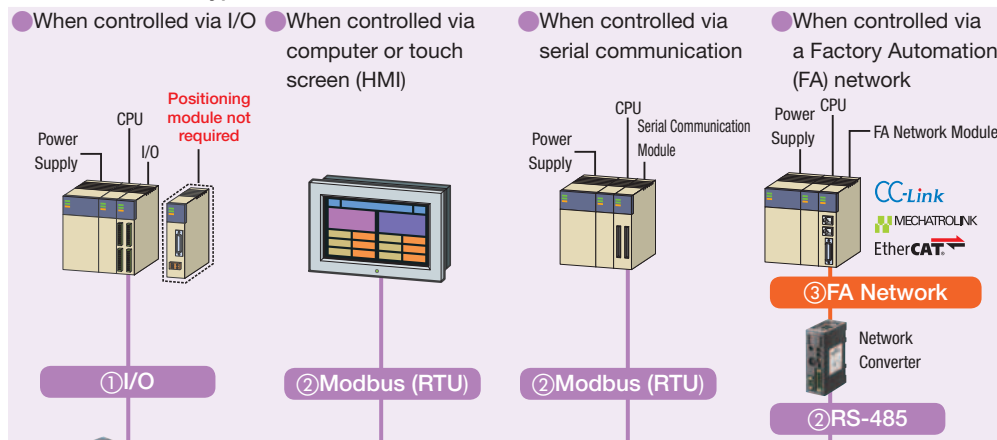 When controlled via I/O
Positioning
module not
required
CPU
Power
Supply
I/O
①I/O
When controlled via
computer or touch
screen (HMI)
②Modbus (RTU)
When controlled via
serial communication
CPU
Serial Communication
Module
Power
Supply
②Modbus (RTU)
When controlled via
a Factory Automation
(FA) network
CPU
Power
Supply
FA Network Module
CC-Link
MECHATROLINK
EtherCAT
③FA Network
Network
Converter
②RS-485